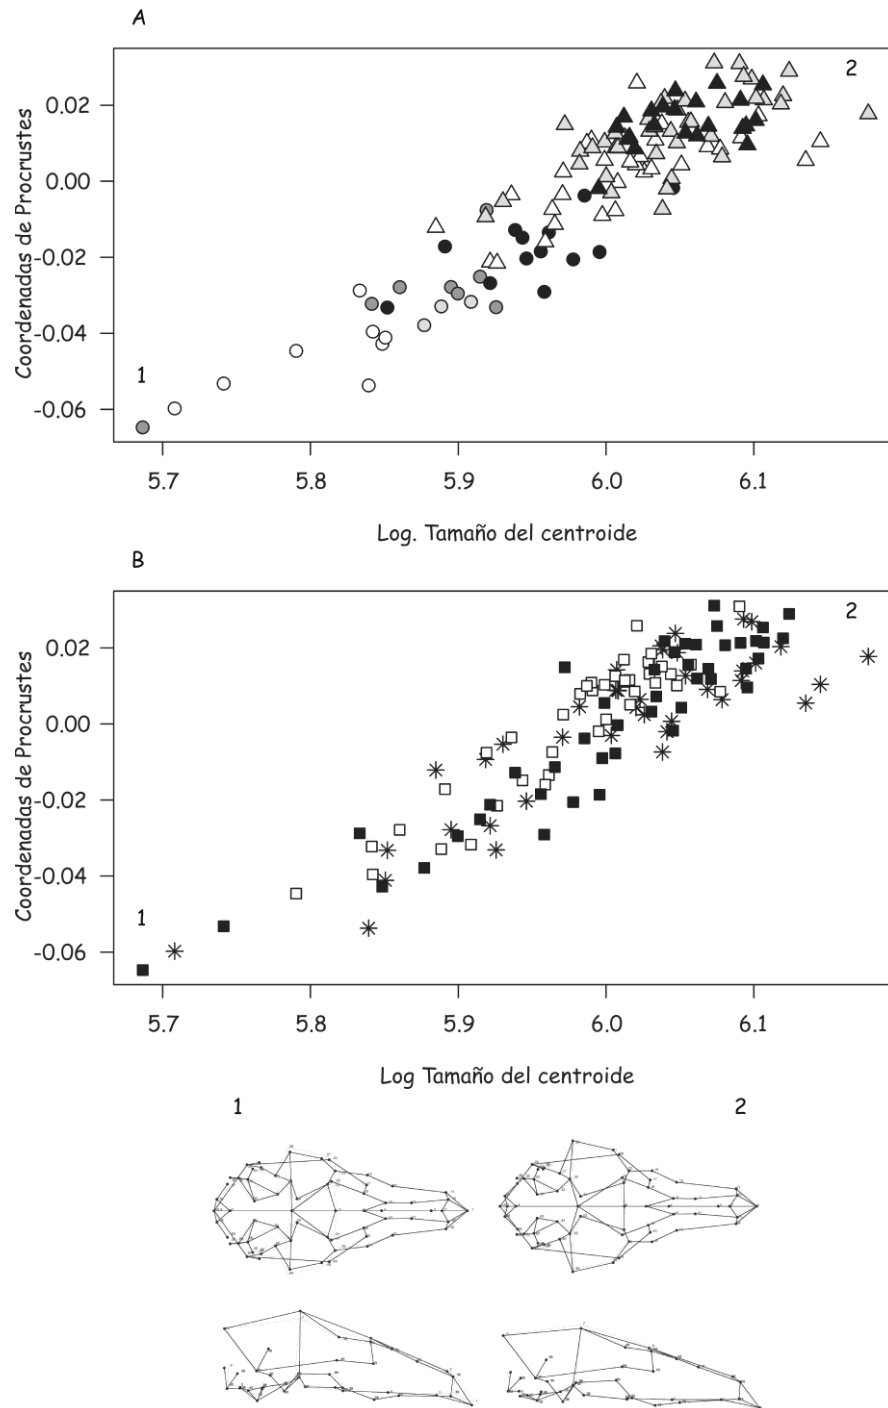 A
2
0.02
0.00
-0.02
-0.04
1
-0.06
Coordenadas de Procrustes
5.7 5.8 5.9 6.0 6.1
Log. Tamaño del centroide
B
2
0.02
0.00
-0.02
-0.04
1
-0.06
Coordenadas de Procrustes
5.7 5.8 5.9 6.0 6.1
Log Tamaño del centroide
1 2